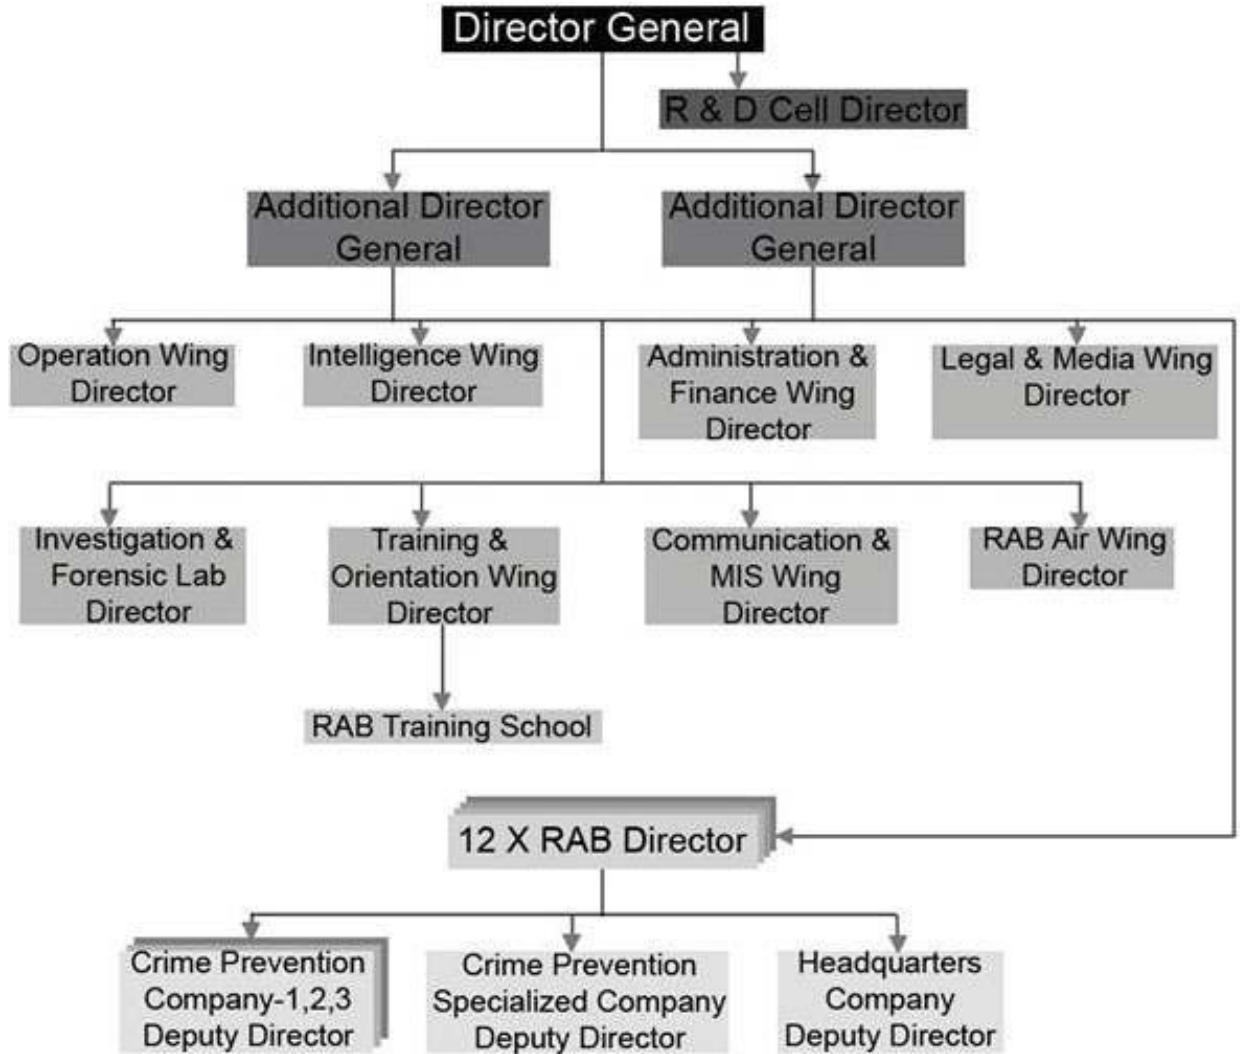 Director General
R & D Cell Director
Additional Director
General
Additional Director
General
Operation Wing
Director
Intelligence Wing
Director
Administration &
Finance Wing
Director
Legal & Media Wing
Director
Investigation &
Forensic Lab
Director
Training &
Orientation Wing
Director
Communication &
MIS Wing
Director
RAB Air Wing
Director
RAB Training School
12 X RAB Director
Crime Prevention
Company-1,2,3
Deputy Director
Crime Prevention
Specialized Company
Deputy Director
Headquarters
Company
Deputy Director